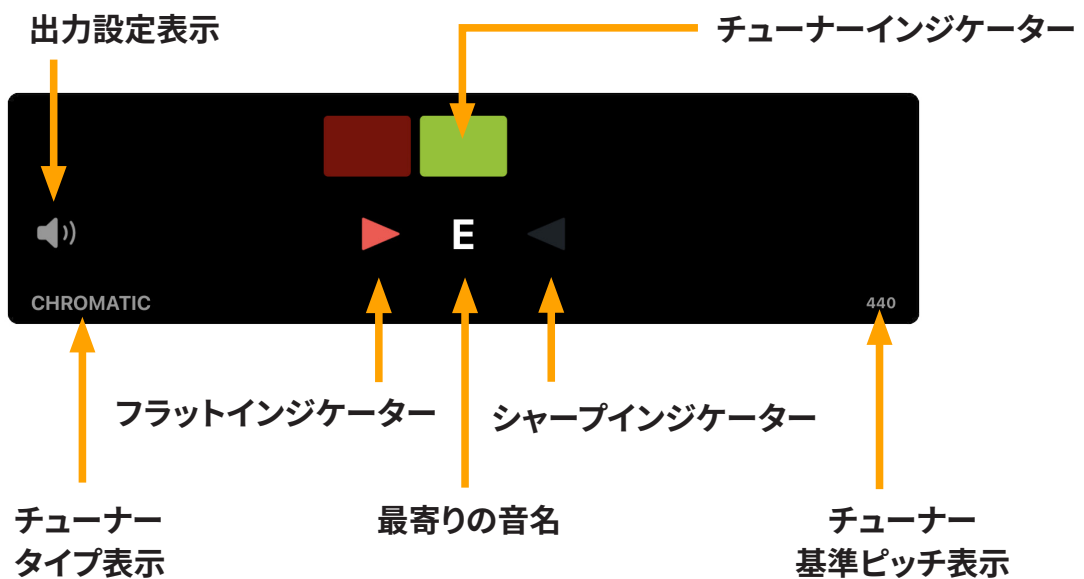 出力設定表示
チューナーインジケーター
E
CHROMATIC
440
フラットインジケーター
シャープインジケーター
チューナー
タイプ表示
最寄りの音名
チューナー
基準ピッチ表示